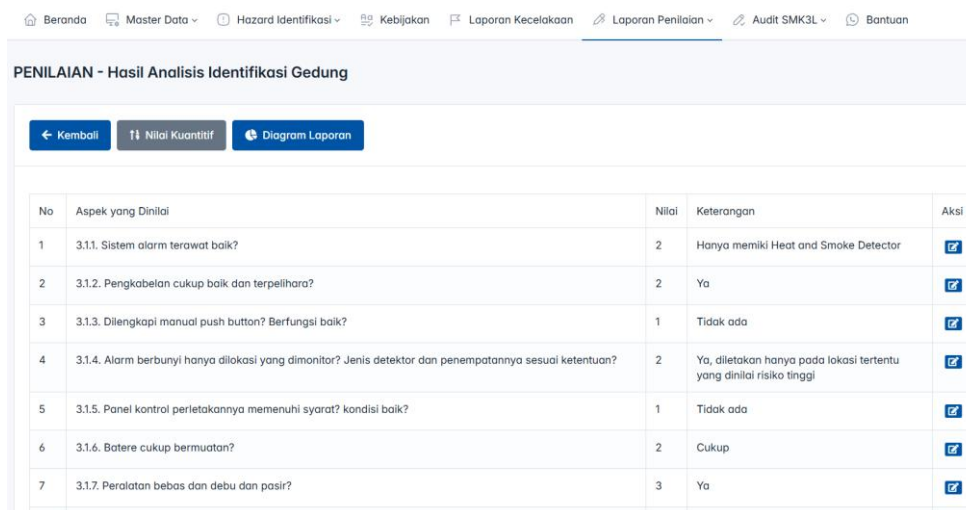 Beranda Master Data Hazard Identifikasi Kebijakan Laporan Kecelakaan Laporan Penilaian Audit SMK3L Bantuan
PENILAIAN - Hasil Analisis Identifikasi Gedung
Kembali Nilai Kuantitif Diagram Laporan
No Aspek yang Dinilai Nilai Keterangan Aksi
1 3.1.1. Sistem alarm terawat baik? 2 Hanya memiki Heat and Smoke Detector
2 3.1.2. Pengkabelan cukup baik dan terpelihara? 2 Ya
3 3.1.3. Dilengkapi manual push button? Berfungsi baik? 1 Tidak ada
4 3.1.4. Alarm berbunyi hanya dilokasi yang dimonitor? Jenis detektor dan penempatannya sesuai ketentuan? 2 Ya, diletakan hanya pada lokasi tertentu
yang dinilai risiko tinggi
5 3.1.5. Panel kontrol perletakannya memenuhi syarat? kondisi baik? 1 Tidak ada
6 3.1.6. Batere cukup bermuatan? 2 Cukup
7 3.1.7. Peralatan bebas dan debu dan pasir? 3 Ya